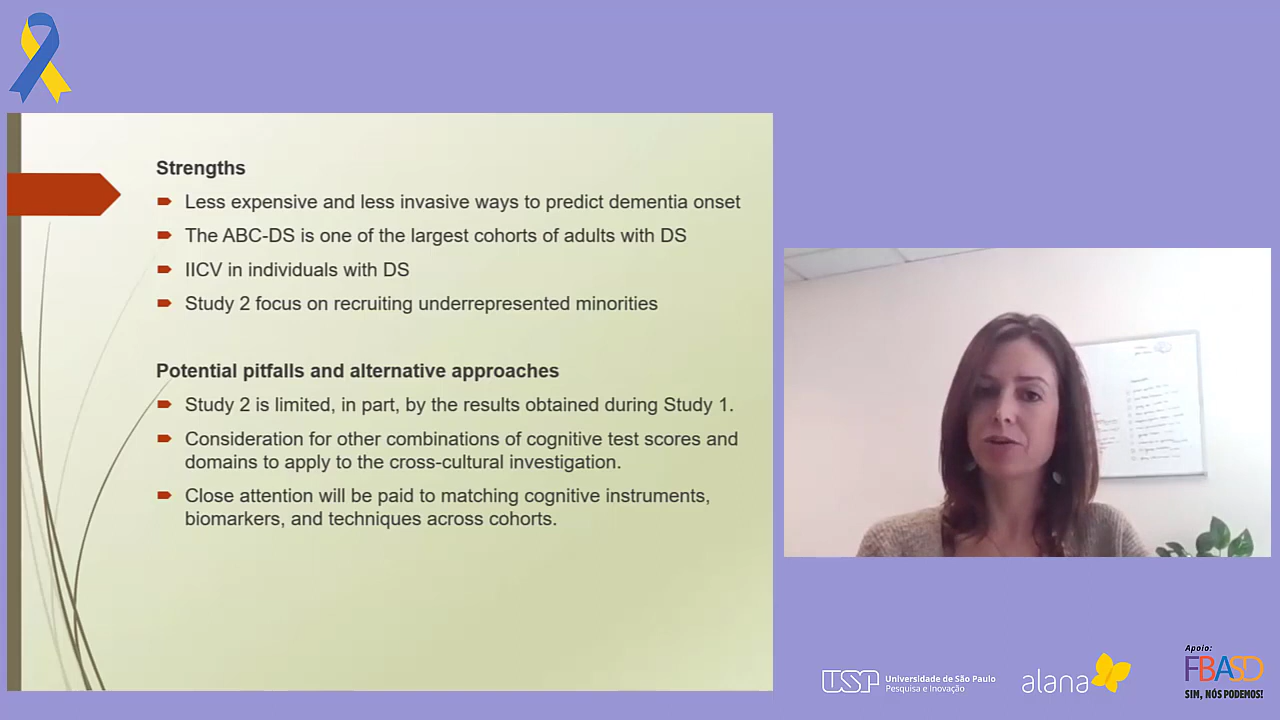 Strengths
Less expensive and less invasive ways to predict dementia onset
The ABC-DS is one of the largest cohorts of adults with DS
IICV in individuals with DS
Study 2 focus on recruiting underrepresented minorities
Potential pitfalls and alternative approaches
Study 2 is limited, in part, by the results obtained during Study 1.
Consideration for other combinations of cognitive test scores and
domains to apply to the cross-cultural investigation.
Close attention will be paid to matching cognitive instruments,
biomarkers, and techniques across cohorts.
USP
Universidade de São Paulo
Pesquisa e Inovação
alana
Apoio:
FBASD
SIM, NÓS PODEMOS!